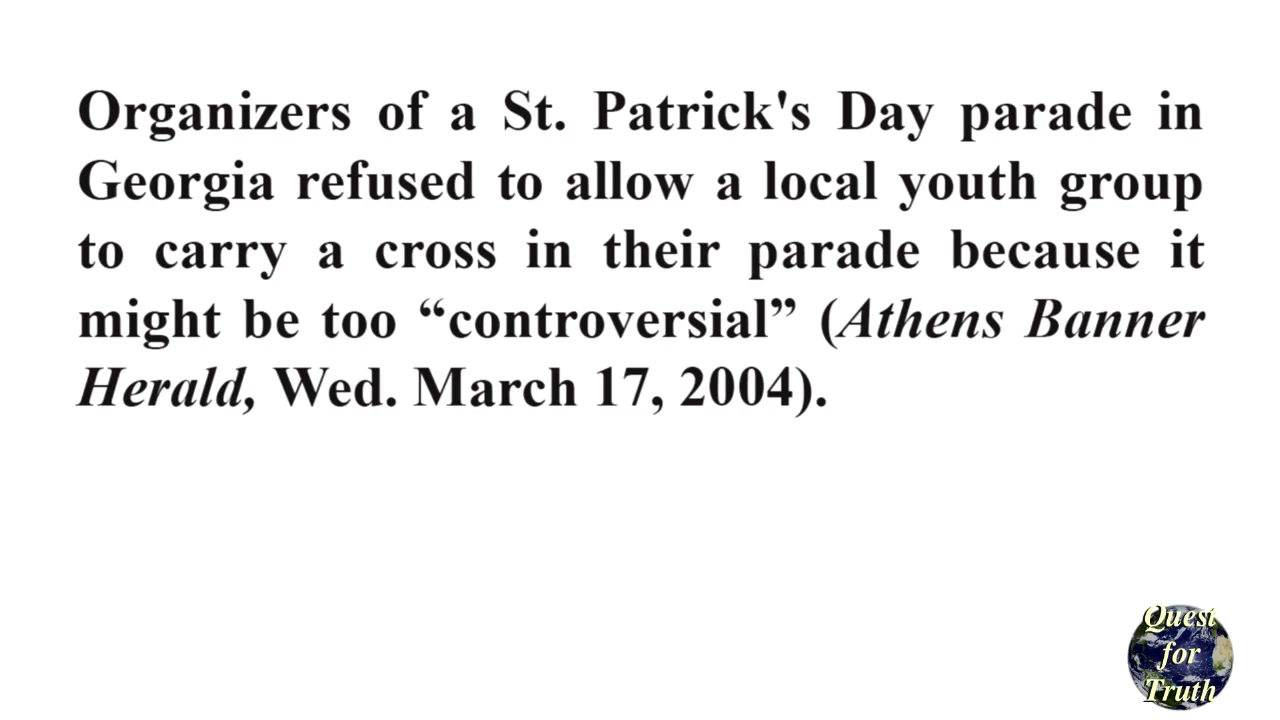 Organizers of a St. Patrick's Day parade in
Georgia refused to allow a local youth group
to carry a cross in their parade because it
might be too “controversial” (Athens Banner
Herald, Wed. March 17, 2004).
Quest
for
Truth